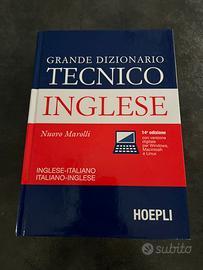 GRANDE DIZIONARIO
TECNICO
INGLESE
Nuovo Marolli
14ª edizione
con versione
digitale
per Windows,
Macintosh
e Linux
INGLESE-ITALIANO
ITALIANO-INGLESE
HOEPLI
subito